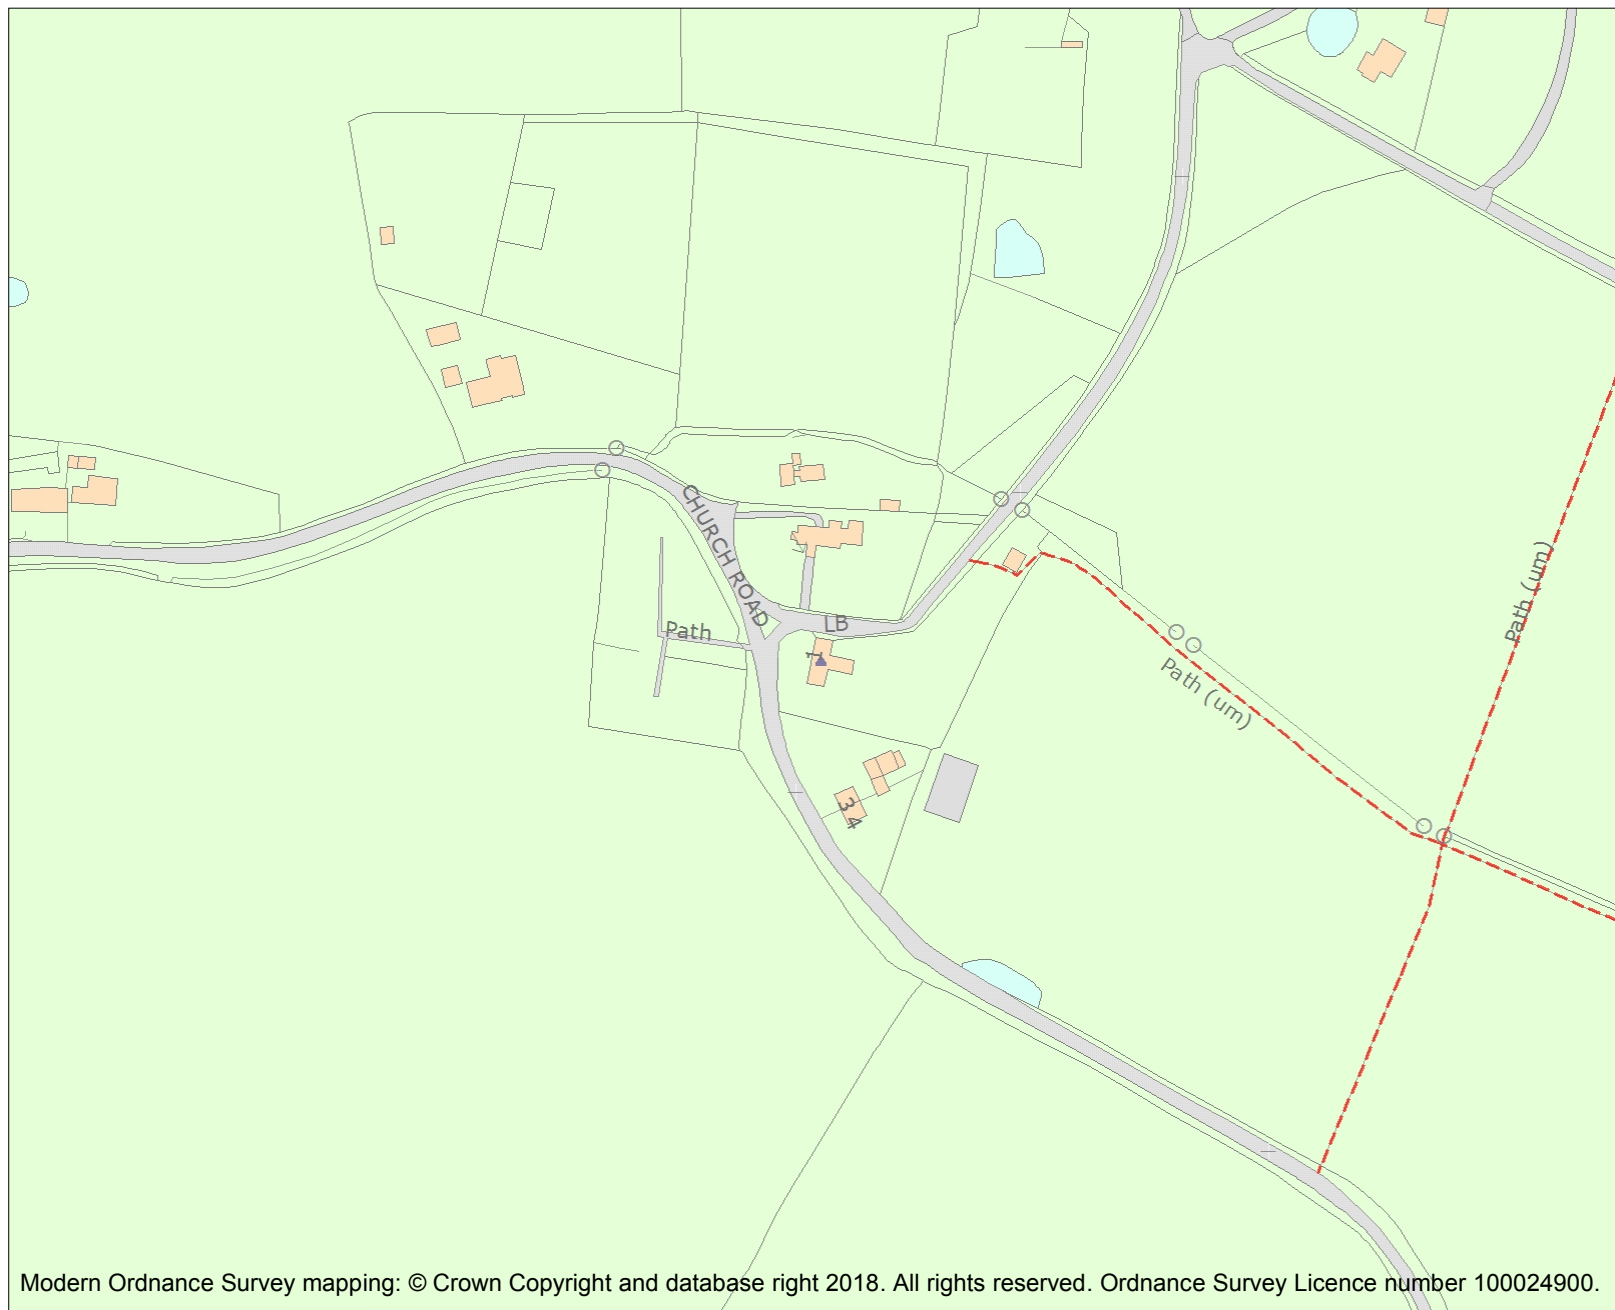 CHURCH ROAD
Path (um)
Path
LB
1
Path (um)
3
4
Modern Ordnance Survey mapping: © Crown Copyright and database right 2018. All rights reserved. Ordnance Survey Licence number 100024900.